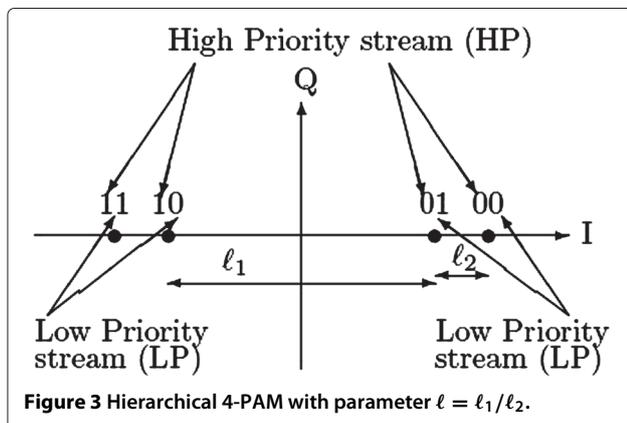 High Priority stream (HP)
Q
11 10 01 00
I
ℓ1 ℓ2
Low Priority
stream (LP)
Low Priority
stream (LP)
Figure 3 Hierarchical 4-PAM with parameter ℓ = ℓ1/ℓ2.